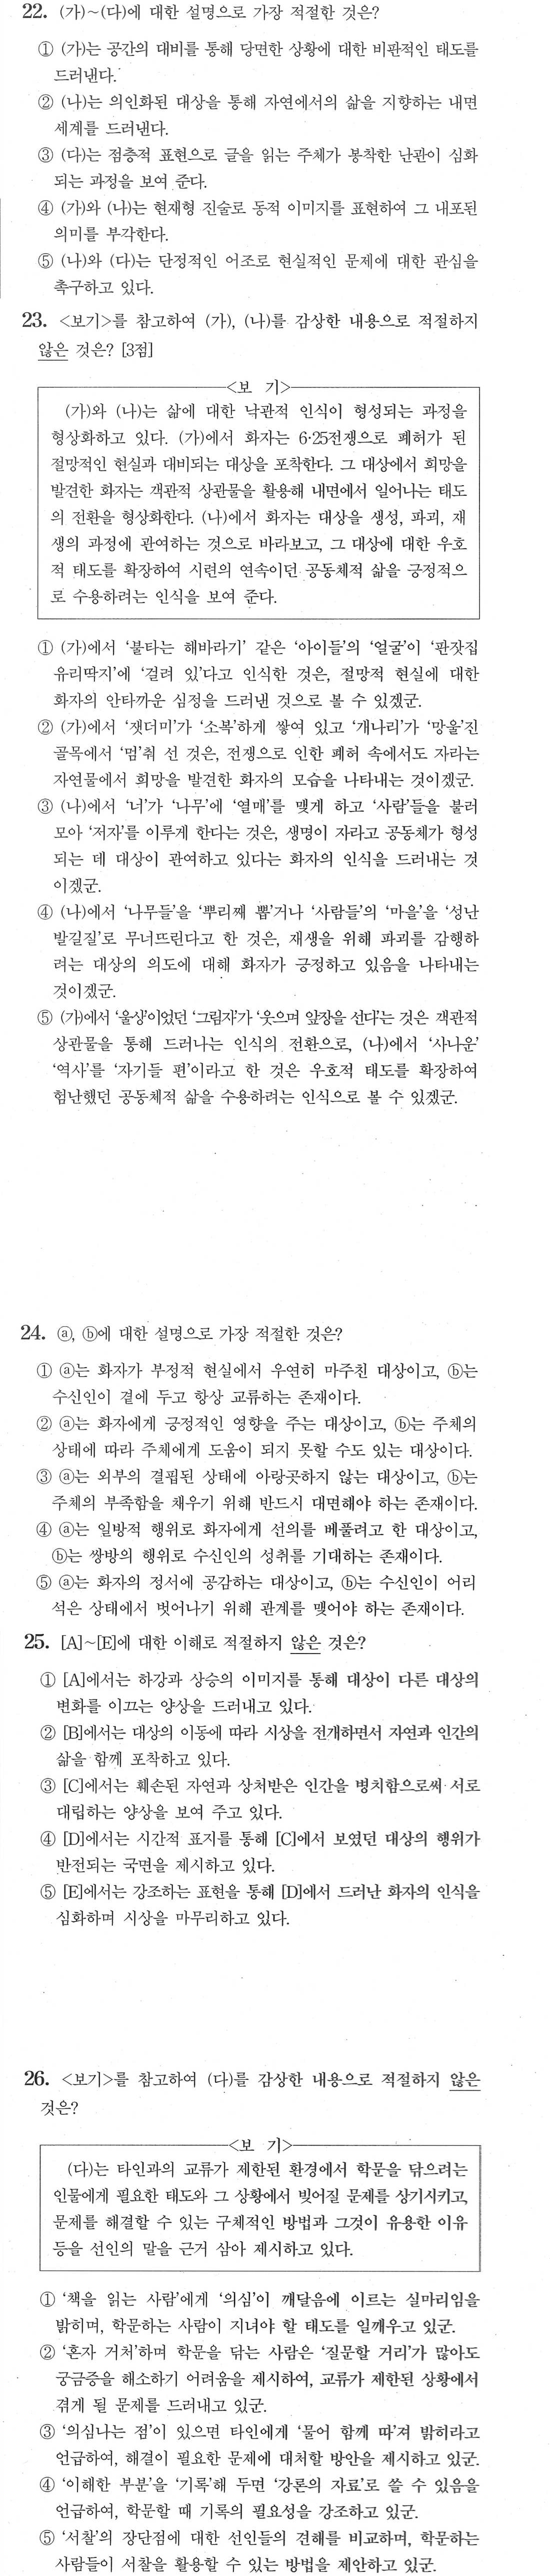 22. (가)~(다)에 대한 설명으로 가장 적절한 것은?
① (가)는 공간의 대비를 통해 당면한 상황에 대한 비판적인 태도를
드러낸다.
② (나)는 의인화된 대상을 통해 자연에서의 삶을 지향하는 내면
세계를 드러낸다.
③ (다)는 점층적 표현으로 글을 읽는 주체가 봉착한 난관이 심화
되는 과정을 보여 준다.
④ (가)와 (나)는 현재형 진술로 동적 이미지를 표현하여 그 내포된
의미를 부각한다.
⑤ (나)와 (다)는 단정적인 어조로 현실적인 문제에 대한 관심을
촉구하고 있다.
23. <보기>를 참고하여 (가), (나)를 감상한 내용으로 적절하지
않은 것은? [3점]
<보 기>
(가)와 (나)는 삶에 대한 낙관적 인식이 형성되는 과정을
형상화하고 있다. (가)에서 화자는 6·25전쟁으로 폐허가 된
절망적인 현실과 대비되는 대상을 포착한다. 그 대상에서 희망을
발견한 화자는 객관적 상관물을 활용해 내면에서 일어나는 태도
의 전환을 형상화한다. (나)에서 화자는 대상을 생성, 파괴, 재
생의 과정에 관여하는 것으로 바라보고, 그 대상에 대한 우호
적 태도를 확장하여 시련의 연속이던 공동체적 삶을 긍정적으
로 수용하려는 인식을 보여 준다.
① (가)에서 ‘불타는 해바라기’ 같은 ‘아이들’의 ‘얼굴’이 ‘판잣집
유리딱지’에 ‘걸려 있’다고 인식한 것은, 절망적 현실에 대한
화자의 안타까운 심정을 드러낸 것으로 볼 수 있겠군.
② (가)에서 ‘잿더미’가 ‘소복’하게 쌓여 있고 ‘개나리’가 ‘망울’진
골목에서 ‘멈’춰 선 것은, 전쟁으로 인한 폐허 속에서도 자라는
자연물에서 희망을 발견한 화자의 모습을 나타내는 것이겠군.
③ (나)에서 ‘너’가 ‘나무’에 ‘열매’를 맺게 하고 ‘사람’들을 불러
모아 ‘저자’를 이루게 한다는 것은, 생명이 자라고 공동체가 형성
되는 데 대상이 관여하고 있다는 화자의 인식을 드러내는 것
이겠군.
④ (나)에서 ‘나무들’을 ‘뿌리째 뽑’거나 ‘사람들’의 ‘마을’을 ‘성난
발길질’로 무너뜨린다고 한 것은, 재생을 위해 파괴를 감행하
려는 대상의 의도에 대해 화자가 긍정하고 있음을 나타내는
것이겠군.
⑤ (가)에서 ‘울상’이었던 ‘그림자’가 ‘웃으며 앞장을 선다’는 것은 객관적
상관물을 통해 드러나는 인식의 전환으로, (나)에서 ‘사나운’
‘역사’를 ‘자기들 편’이라고 한 것은 우호적 태도를 확장하여
험난했던 공동체적 삶을 수용하려는 인식으로 볼 수 있겠군.
24. ⓐ, ⓑ에 대한 설명으로 가장 적절한 것은?
① ⓐ는 화자가 부정적 현실에서 우연히 마주친 대상이고, ⓑ는
수신인이 곁에 두고 항상 교류하는 존재이다.
② ⓐ는 화자에게 긍정적인 영향을 주는 대상이고, ⓑ는 주체의
상태에 따라 주체에게 도움이 되지 못할 수도 있는 대상이다.
③ ⓐ는 외부의 결핍된 상태에 아랑곳하지 않는 대상이고, ⓑ는
주체의 부족함을 채우기 위해 반드시 대면해야 하는 존재이다.
④ ⓐ는 일방적 행위로 화자에게 선의를 베풀려고 한 대상이고,
ⓑ는 쌍방의 행위로 수신인의 성취를 기대하는 존재이다.
⑤ ⓐ는 화자의 정서에 공감하는 대상이고, ⓑ는 수신인이 어리
석은 상태에서 벗어나기 위해 관계를 맺어야 하는 존재이다.
25. [A]~[E]에 대한 이해로 적절하지 않은 것은?
① [A]에서는 하강과 상승의 이미지를 통해 대상이 다른 대상의
변화를 이끄는 양상을 드러내고 있다.
② [B]에서는 대상의 이동에 따라 시상을 전개하면서 자연과 인간의
삶을 함께 포착하고 있다.
③ [C]에서는 훼손된 자연과 상처받은 인간을 병치함으로써 서로
대립하는 양상을 보여 주고 있다.
④ [D]에서는 시간적 표지를 통해 [C]에서 보였던 대상의 행위가
반전되는 국면을 제시하고 있다.
⑤ [E]에서는 강조하는 표현을 통해 [D]에서 드러난 화자의 인식을
심화하며 시상을 마무리하고 있다.
26. <보기>를 참고하여 (다)를 감상한 내용으로 적절하지 않은
것은?
<보 기>
(다)는 타인과의 교류가 제한된 환경에서 학문을 닦으려는
인물에게 필요한 태도와 그 상황에서 빚어질 문제를 상기시키고,
문제를 해결할 수 있는 구체적인 방법과 그것이 유용한 이유
등을 선인의 말을 근거 삼아 제시하고 있다.
① ‘책을 읽는 사람’에게 ‘의심’이 깨달음에 이르는 실마리임을
밝히며, 학문하는 사람이 지녀야 할 태도를 일깨우고 있군.
② ‘혼자 거처’하며 학문을 닦는 사람은 ‘질문할 거리’가 많아도
궁금증을 해소하기 어려움을 제시하여, 교류가 제한된 상황에서
겪게 될 문제를 드러내고 있군.
③ ‘의심나는 점’이 있으면 타인에게 ‘물어 함께 따’져 밝히라고
언급하여, 해결이 필요한 문제에 대처할 방안을 제시하고 있군.
④ ‘이해한 부분’을 ‘기록’해 두면 ‘강론의 자료’로 쓸 수 있음을
언급하여, 학문할 때 기록의 필요성을 강조하고 있군.
⑤ ‘서찰’의 장단점에 대한 선인들의 견해를 비교하며, 학문하는
사람들이 서찰을 활용할 수 있는 방법을 제안하고 있군.